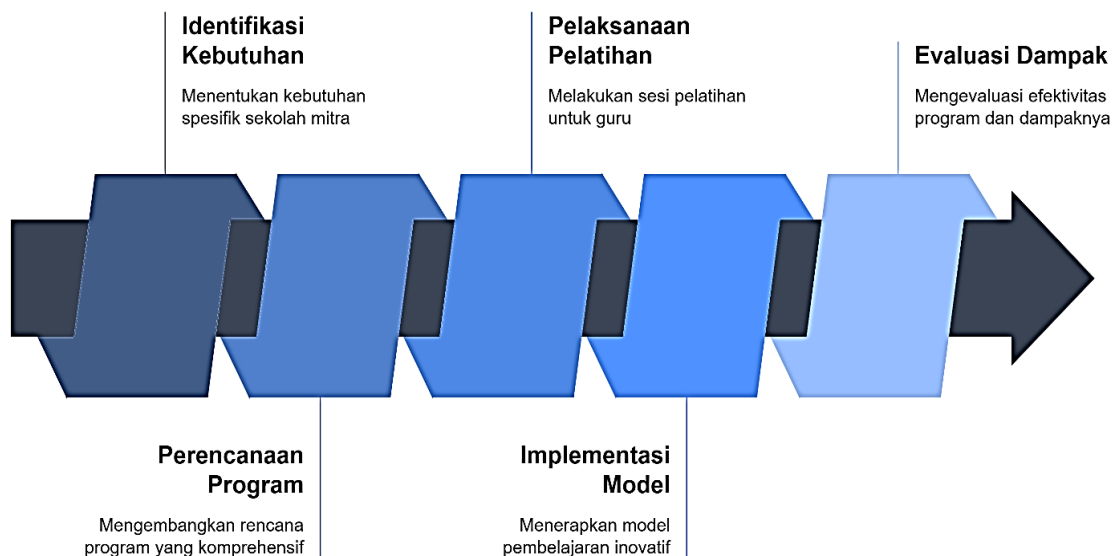 Identifikasi
Kebutuhan
Menentukan kebutuhan
spesifik sekolah mitra
Pelaksanaan
Pelatihan
Melakukan sesi pelatihan
untuk guru
Evaluasi Dampak
Mengevaluasi efektivitas
program dan dampaknya
Perencanaan
Program
Mengembangkan rencana
program yang komprehensif
Implementasi
Model
Menerapkan model
pembelajaran inovatif